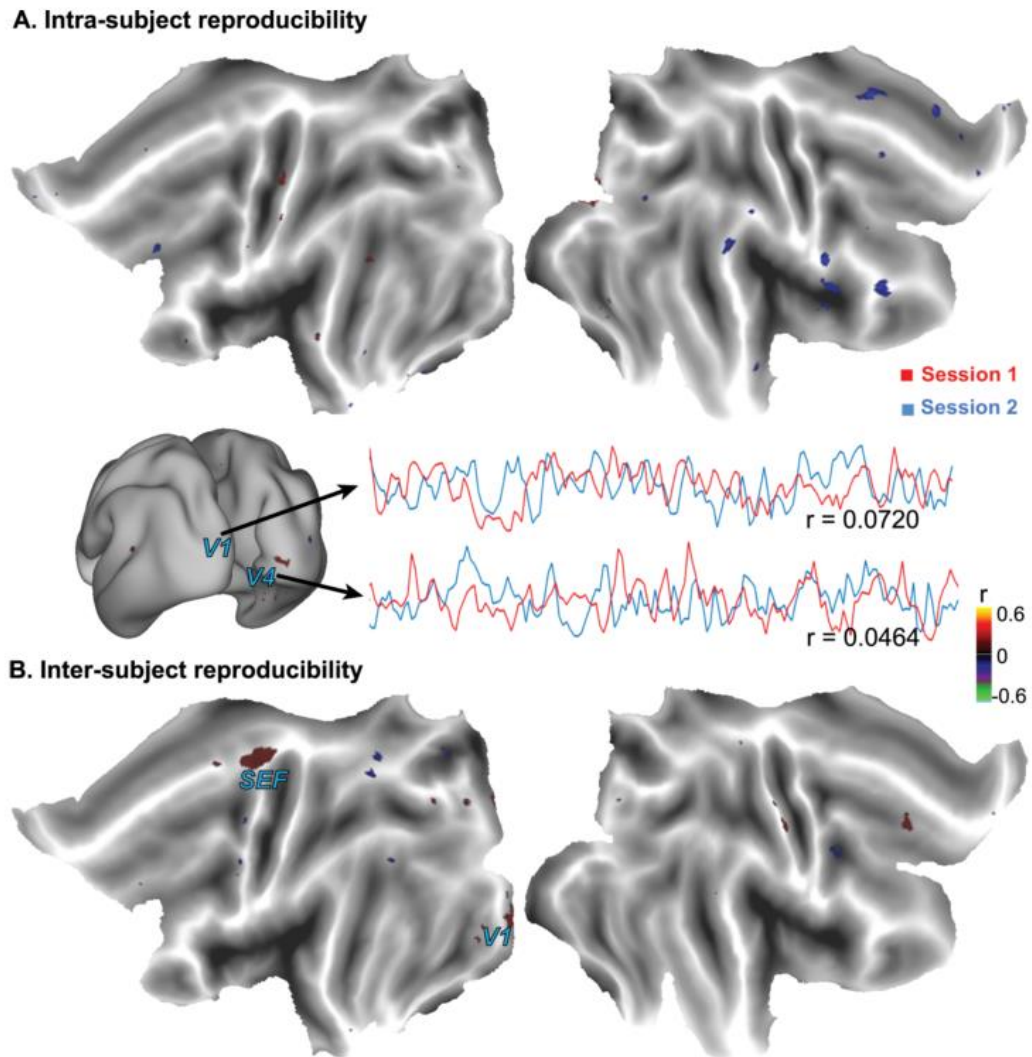 A. Intra-subject reproducibility
Session 1
Session 2
V1
r = 0.0720
V4
r = 0.0464
r
0.6
0
-0.6
B. Inter-subject reproducibility
SEF
V1